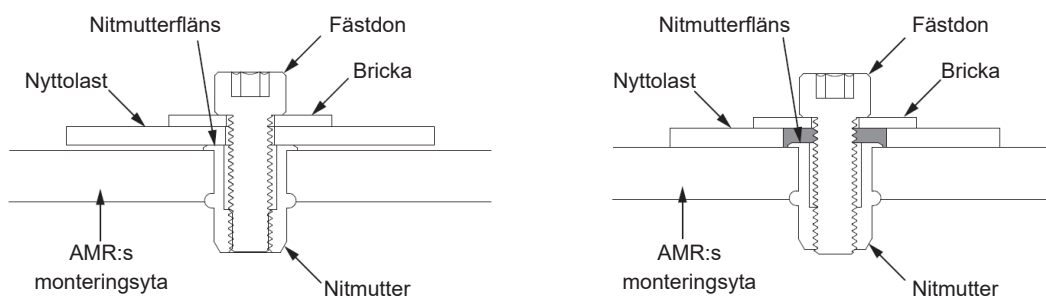 Nitmutterfläns
Fästdon
Bricka
Nyttolast
AMR:s
monteringsyta
Nitmutter
Nitmutterfläns
Fästdon
Bricka
Nyttolast
AMR:s
monteringsyta
Nitmutter